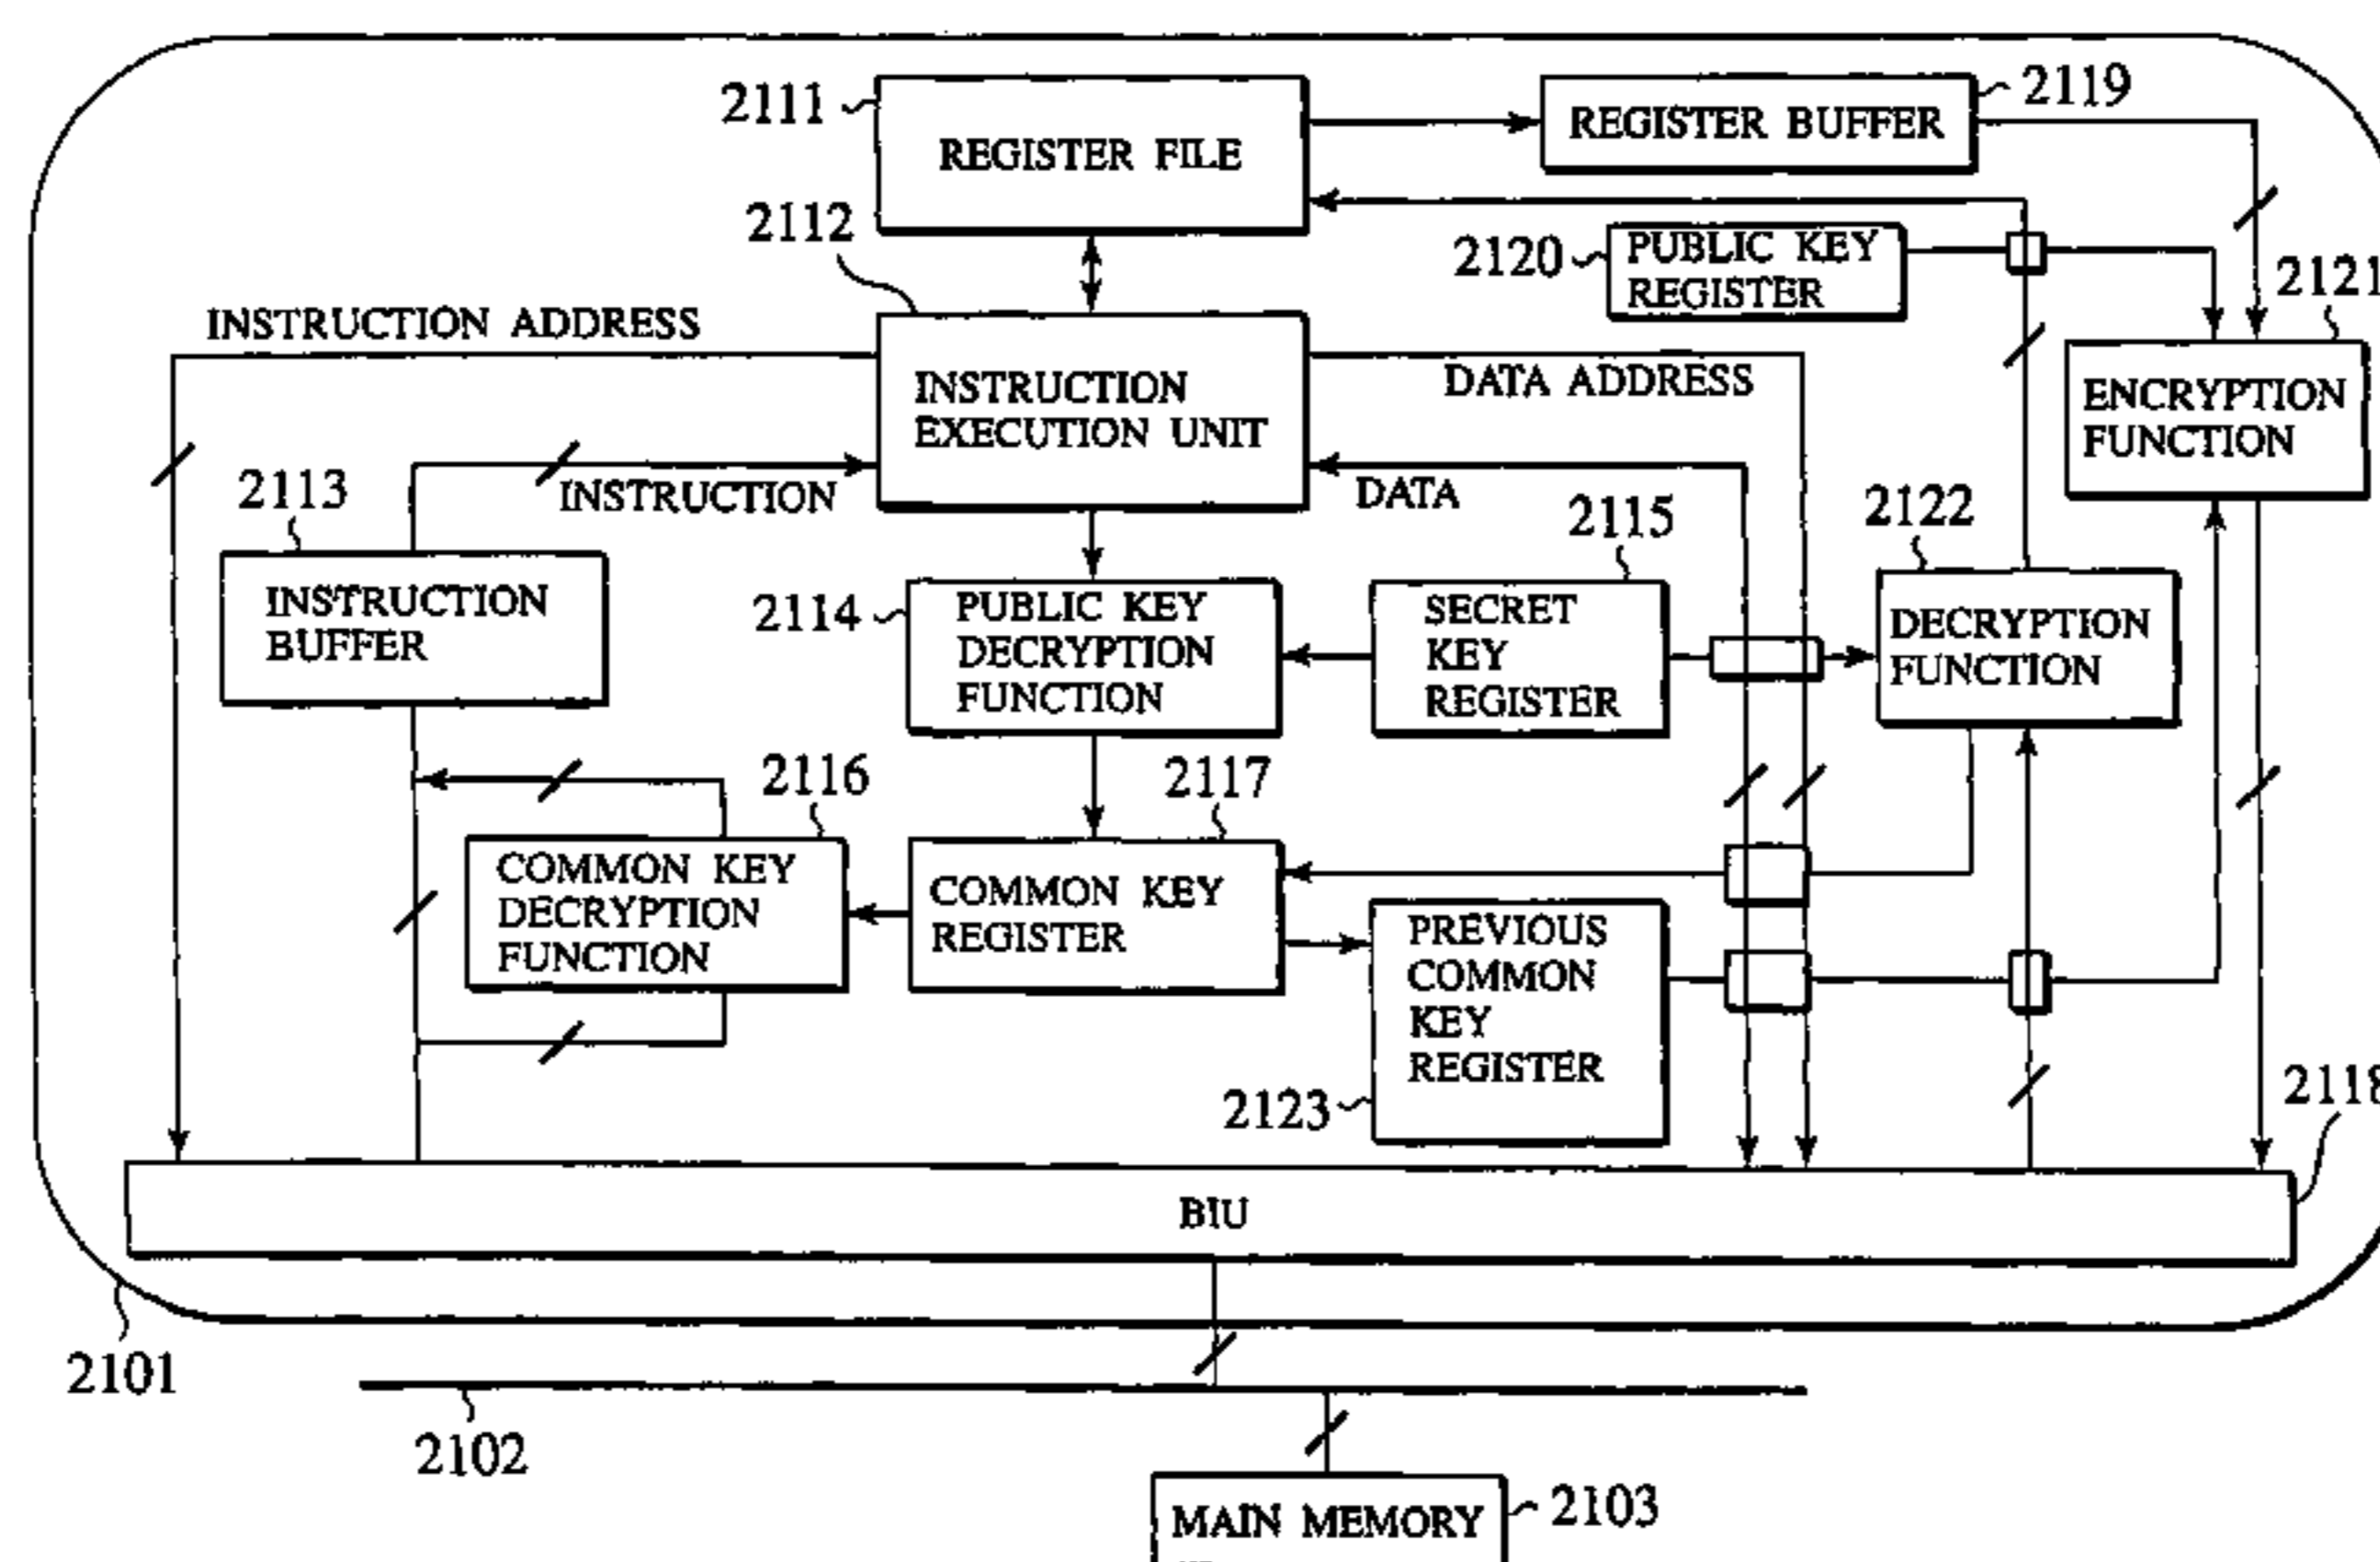 2111
REGISTER FILE
REGISTER BUFFER
2119
2112
2120
PUBLIC KEY
REGISTER
2121
INSTRUCTION ADDRESS
INSTRUCTION
EXECUTION UNIT
DATA ADDRESS
ENCRYPTION
FUNCTION
2113
INSTRUCTION
DATA
2115
2122
INSTRUCTION
BUFFER
2114
PUBLIC KEY
DECRYPTION
FUNCTION
SECRET
KEY
REGISTER
DECRYPTION
FUNCTION
2116
2117
COMMON KEY
DECRYPTION
FUNCTION
COMMON KEY
REGISTER
PREVIOUS
COMMON
KEY
REGISTER
2123
2118
BIU
2101
2102
MAIN MEMORY
2103